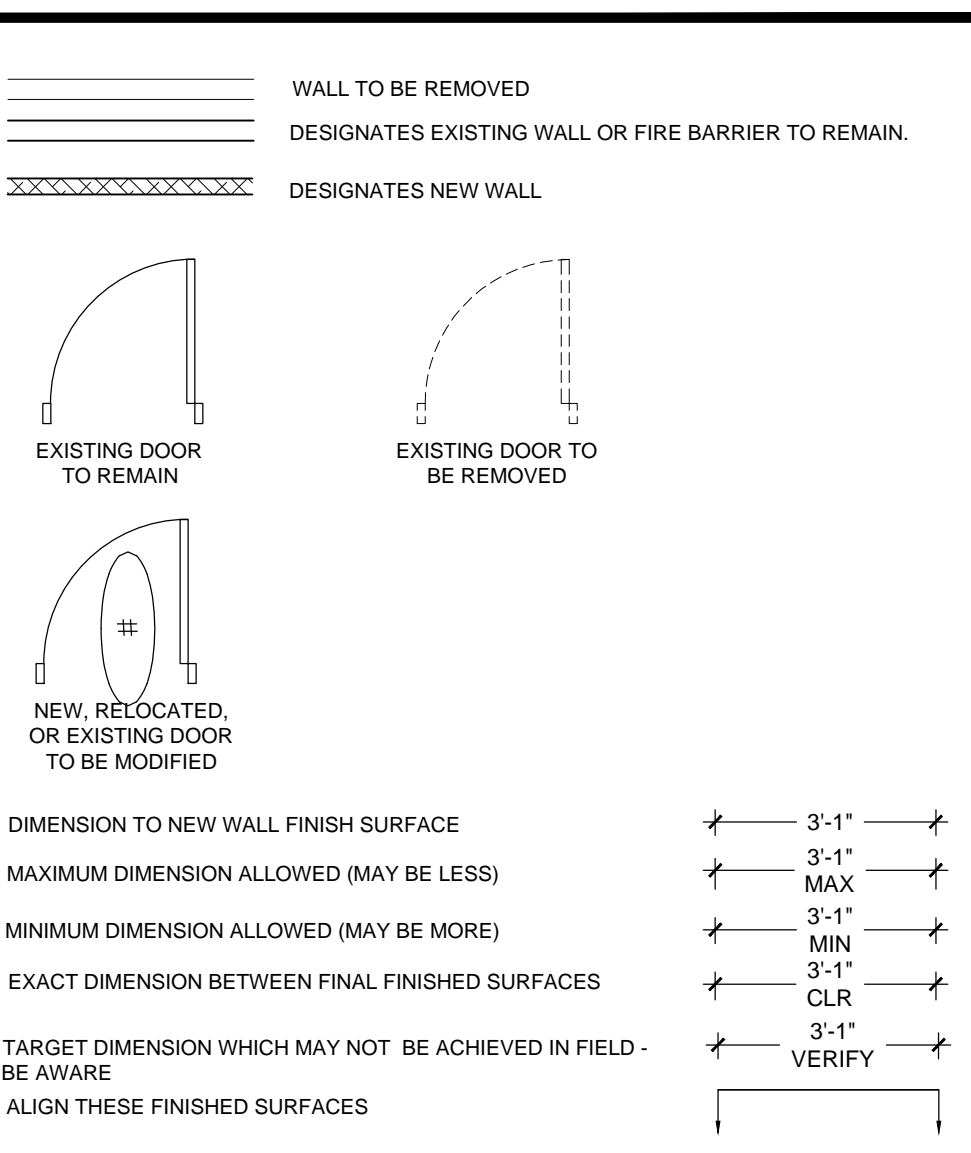 WALL TO BE REMOVED
DESIGNATES EXISTING WALL OR FIRE BARRIER TO REMAIN.
DESIGNATES NEW WALL
EXISTING DOOR
TO REMAIN
EXISTING DOOR TO
BE REMOVED
#
NEW, RELOCATED,
OR EXISTING DOOR
TO BE MODIFIED
DIMENSION TO NEW WALL FINISH SURFACE
3'-1"
MAXIMUM DIMENSION ALLOWED (MAY BE LESS)
3'-1"
MAX
MINIMUM DIMENSION ALLOWED (MAY BE MORE)
3'-1"
MIN
EXACT DIMENSION BETWEEN FINAL FINISHED SURFACES
3'-1"
CLR
TARGET DIMENSION WHICH MAY NOT BE ACHIEVED IN FIELD -
BE AWARE
3'-1"
VERIFY
ALIGN THESE FINISHED SURFACES